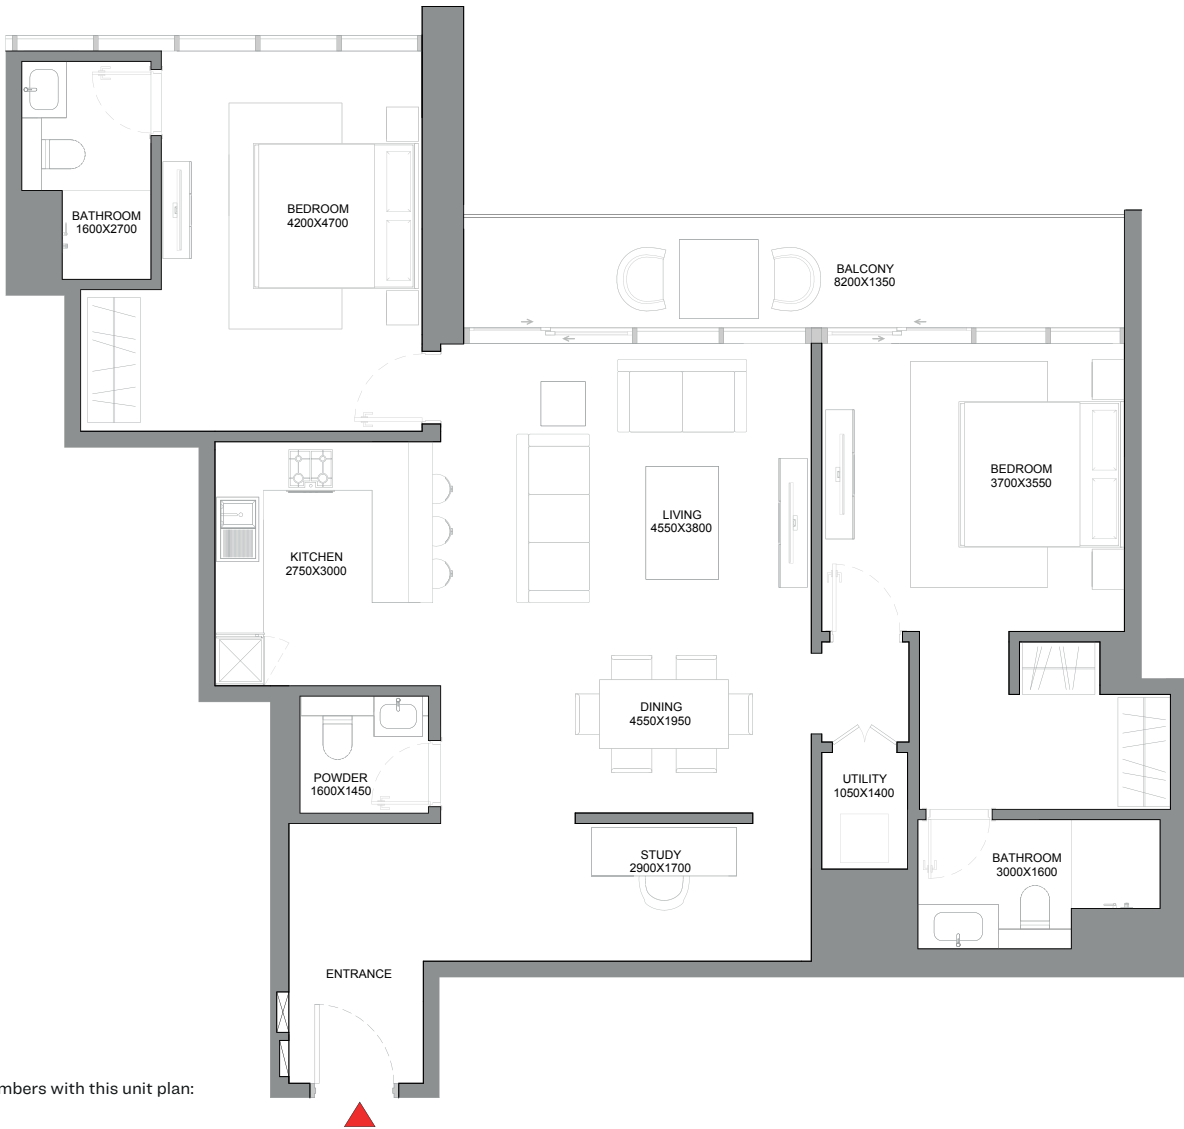 BEDROOM
4200X4700
BATHROOM
1600X2700
BALCONY
8200X1350
BEDROOM
3700X3550
LIVING
4550X3800
KITCHEN
2750X3000
DINING
4550X1950
POWDER
1600X1450
UTILITY
1050X1400
STUDY
2900X1700
BATHROOM
3000X1600
ENTRANCE
with this unit plan: